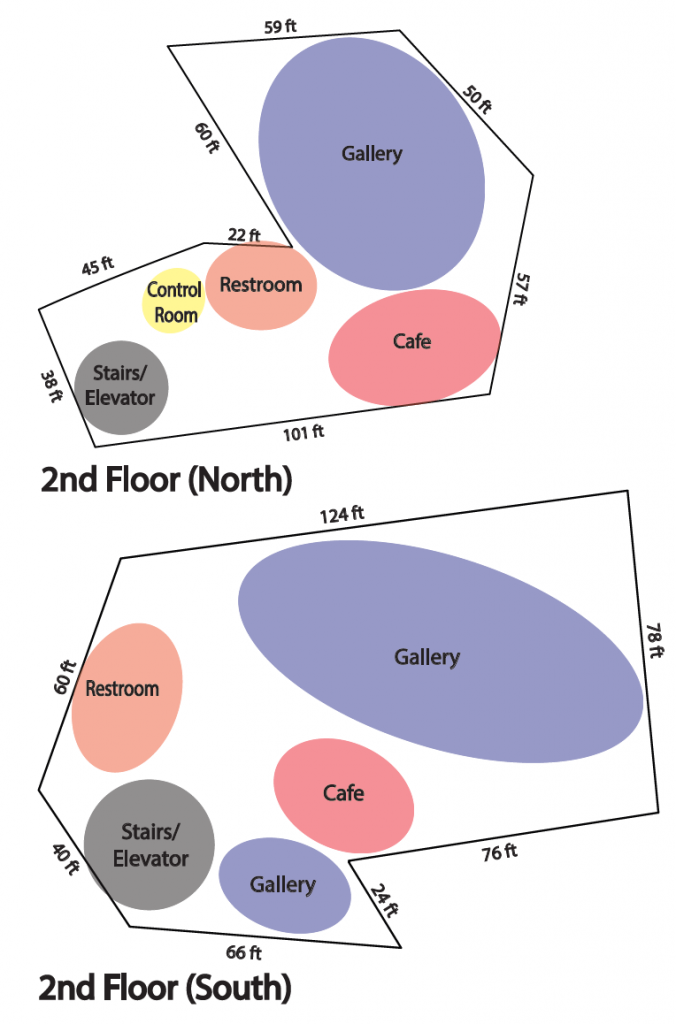 59 ft
50 ft
60 ft
Gallery
22 ft
45 ft
Control
Room
Restroom
57 ft
Cafe
38 ft
Stairs/
Elevator
101 ft
2nd Floor (North)
124 ft
78 ft
Gallery
60 ft
Restroom
Cafe
Stairs/
Elevator
40 ft
76 ft
Gallery
24 ft
66 ft
2nd Floor (South)